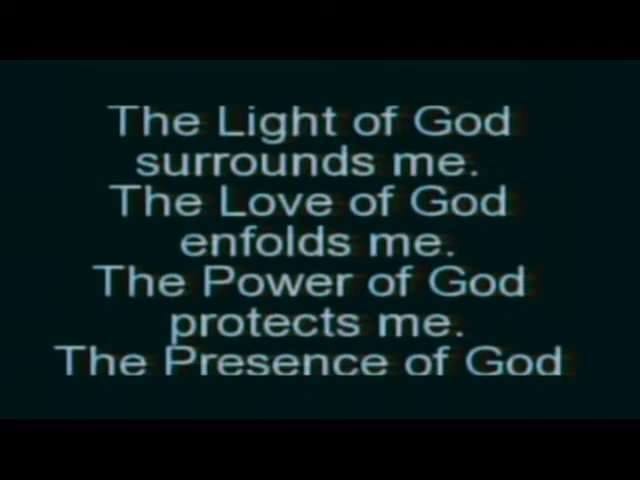 The Light of God
surrounds me.
The Love of God
enfolds me.
The Power of God
protects me.
The Presence of God